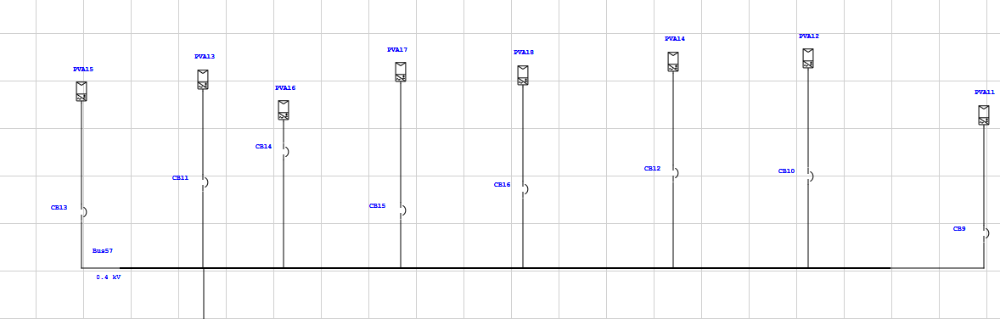 PVA12
PVA14
PVA17
PVA18
PVA13
PVA15
PVA16
PVA11
CB14
CB12
CB10
CB11
CB16
CB15
CB13
CB9
Bus57
0.4 kV